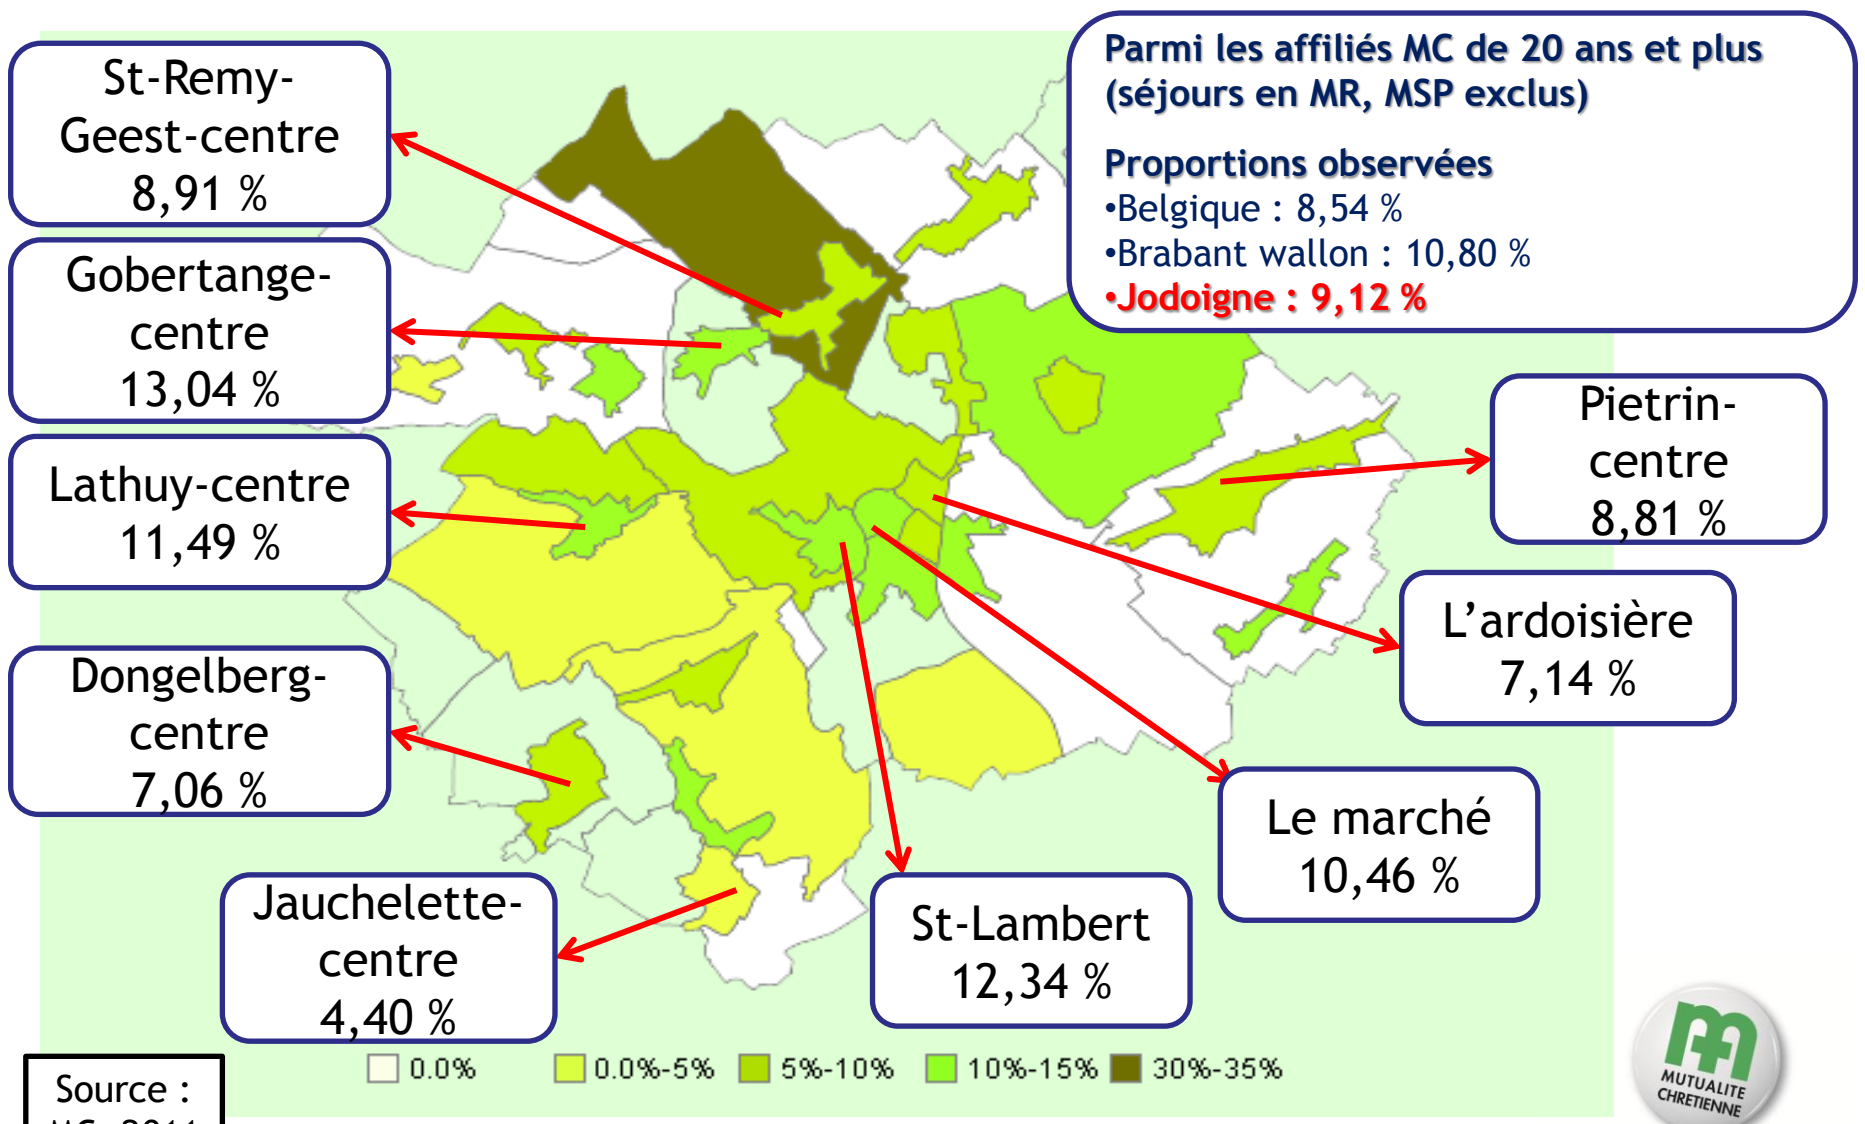 St-Remy-
Geest-centre
8,91 %
Parmi les affiliés MC de 20 ans et plus
(séjours en MR, MSP exclus)
Proportions observées
•Belgique : 8,54 %
•Brabant wallon : 10,80 %
•Jodoigne : 9,12 %
Gobertange-
centre
13,04 %
Lathuy-centre
11,49 %
Pietrin-
centre
8,81 %
L’ardoisière
7,14 %
Dongelberg-
centre
7,06 %
Le marché
10,46 %
Jauchelette-
centre
4,40 %
St-Lambert
12,34 %
0.0%
0.0%-5%
5%-10%
10%-15%
30%-35%
Source :
MUTUALITE
CHRETIENNE